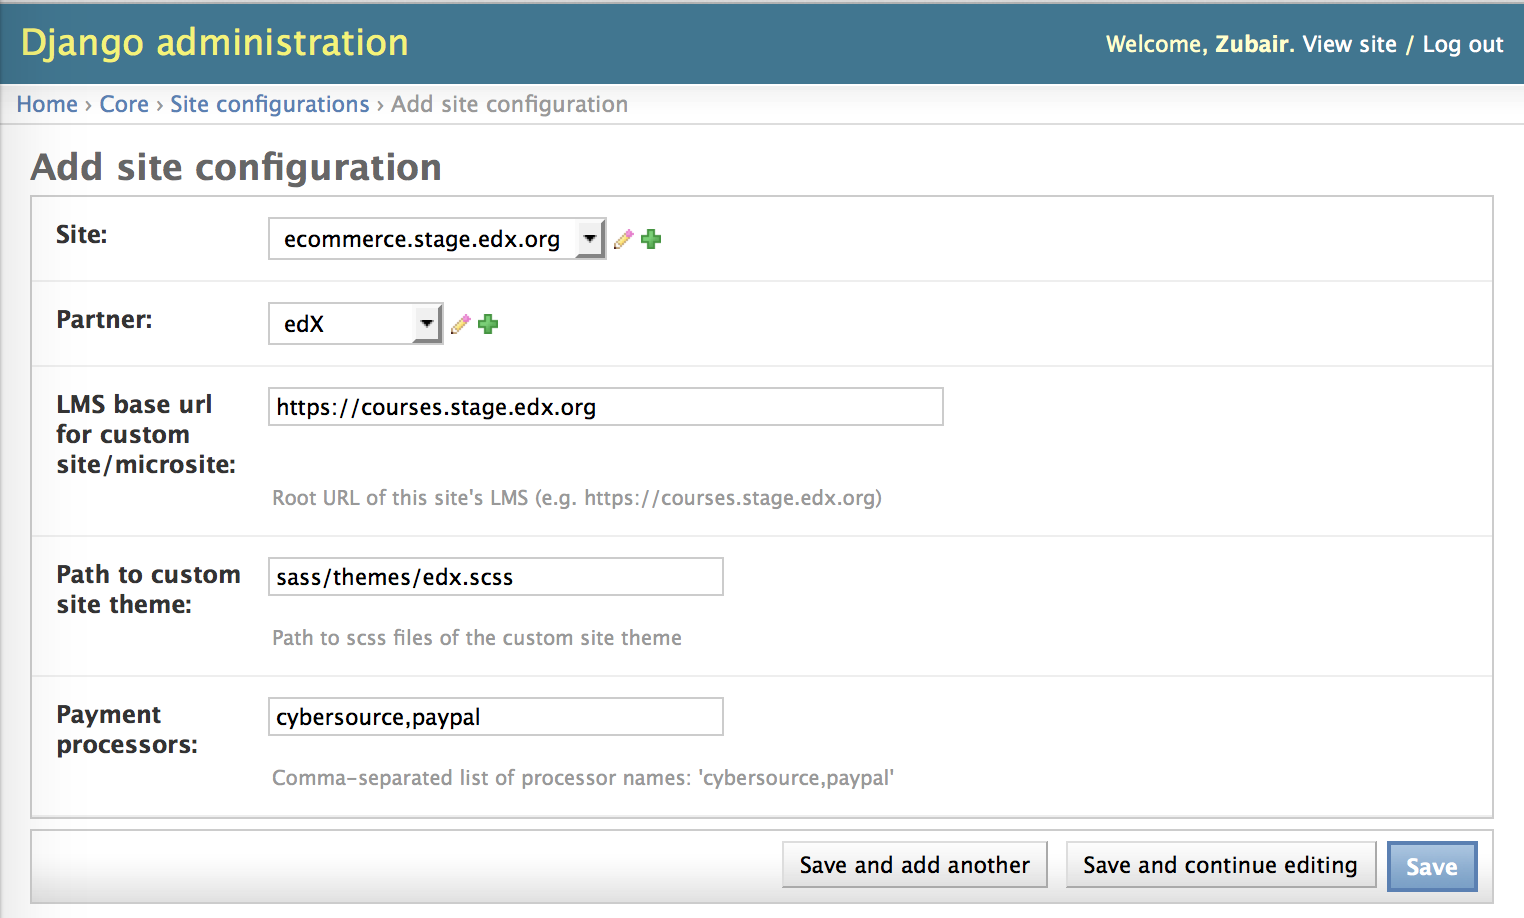 Django administration
Welcome, Zubair. View site / Log out
Home › Core › Site configurations › Add site configuration
Add site configuration
Site:
ecommerce.stage.edx.org
Partner:
edX
LMS base url
for custom
site/microsite:
https://courses.stage.edx.org
Root URL of this site's LMS (e.g. https://courses.stage.edx.org)
Path to custom
site theme:
sass/themes/edx.scss
Path to scss files of the custom site theme
Payment
processors:
cybersource,paypal
Comma-separated list of processor names: 'cybersource,paypal'
Save and add another
Save and continue editing
Save